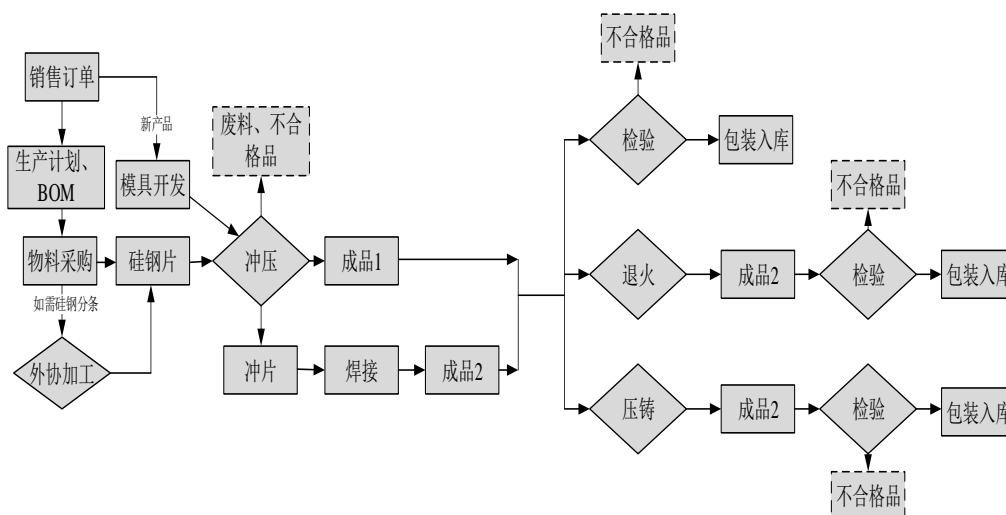 销售订单
新产品
生产计划、
BOM
模具开发
废料、不合
格品
物料采购
硅钢片
冲压
成品1
如需硅钢分条
外协加工
冲片
焊接
成品2
不合格品
检验
包装入库
不合格品
退火
成品2
检验
包装入库
压铸
成品2
检验
包装入库
不合格品